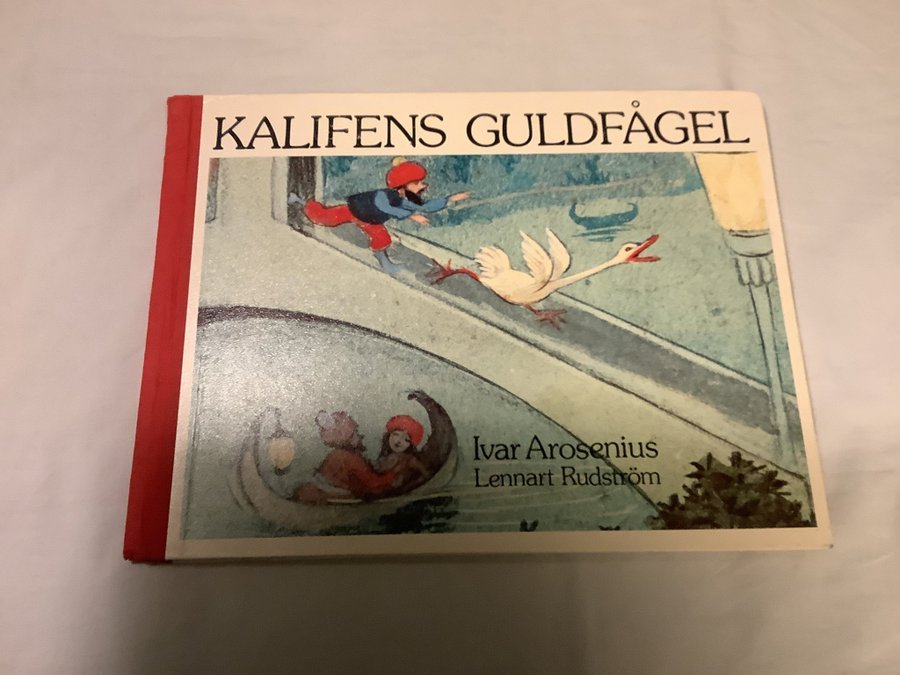 KALIFENS GULDFÅGEL
Ivar Arosenius
Lennart Rudström